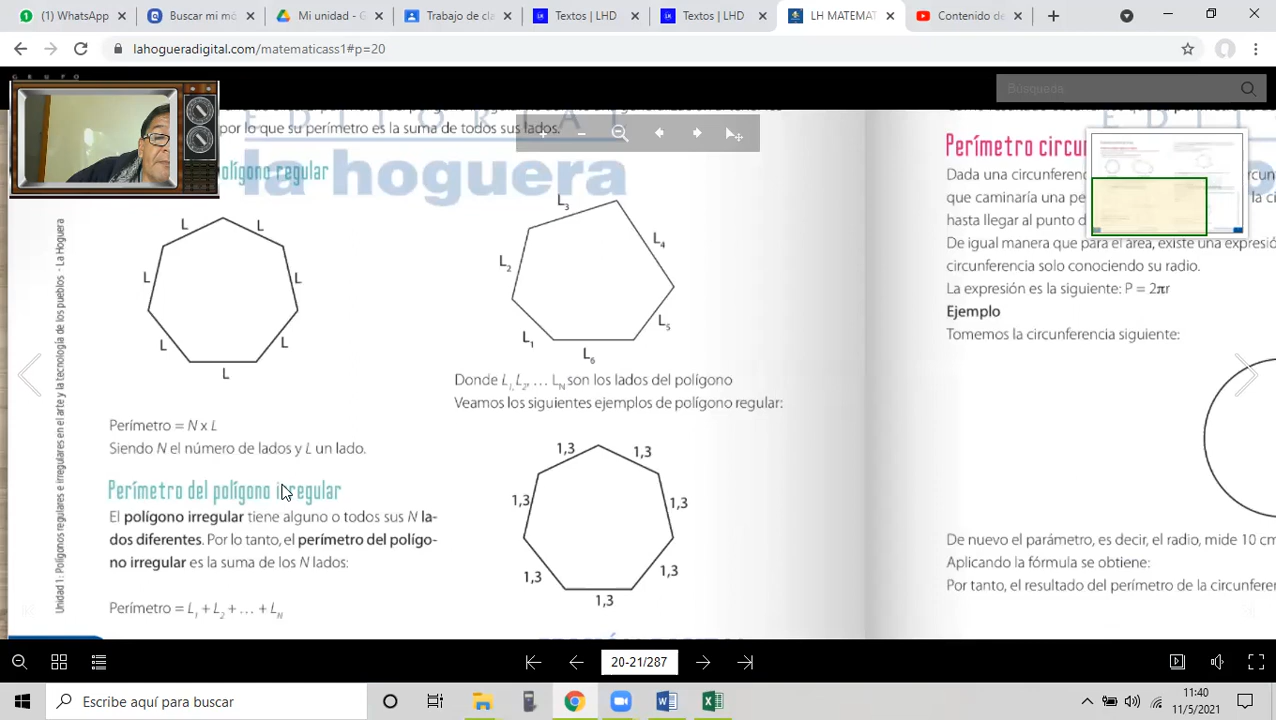 (1) WhatsApp
Buscar mi mó
Mi unidad - G
Trabajo de cla
Textos | LHD
Textos | LHD
LH MATEMAT
Contenido de
lahogueradigital.com/matematicass1#p=20
GRUPO
Búsqueda
por lo que su perímetro es la suma de todos sus lados.
la hoguera
polígono regular
L
L
L
L
L
L
L
Perímetro = N x L
Siendo N el número de lados y L un lado.
Perímetro del polígono irregular
El polígono irregular tiene alguno o todos sus N la-
dos diferentes. Por lo tanto, el perímetro del polígo-
no irregular es la suma de los N lados:
Perímetro = L1 + L2 + … + LN
Unidad 1: Polígonos regulares e irregulares en el arte y la tecnología de los pueblos - La Hoguera
L3
L4
L2
L5
L1
L6
Donde L1, L2, … LN son los lados del polígono
Veamos los siguientes ejemplos de polígono regular:
1,3
1,3
1,3
1,3
1,3
1,3
1,3
Perímetro circu
Dada una circunferenc
que caminaría una pe
hasta llegar al punto d
De igual manera que para el área, existe una expresió
circunferencia solo conociendo su radio.
La expresión es la siguiente: P = 2πr
Ejemplo
Tomemos la circunferencia siguiente:
De nuevo el parámetro, es decir, el radio, mide 10 cm
Aplicando la fórmula se obtiene:
Por tanto, el resultado del perímetro de la circunfere
20-21/287
Escribe aquí para buscar
11:40
11/5/2021